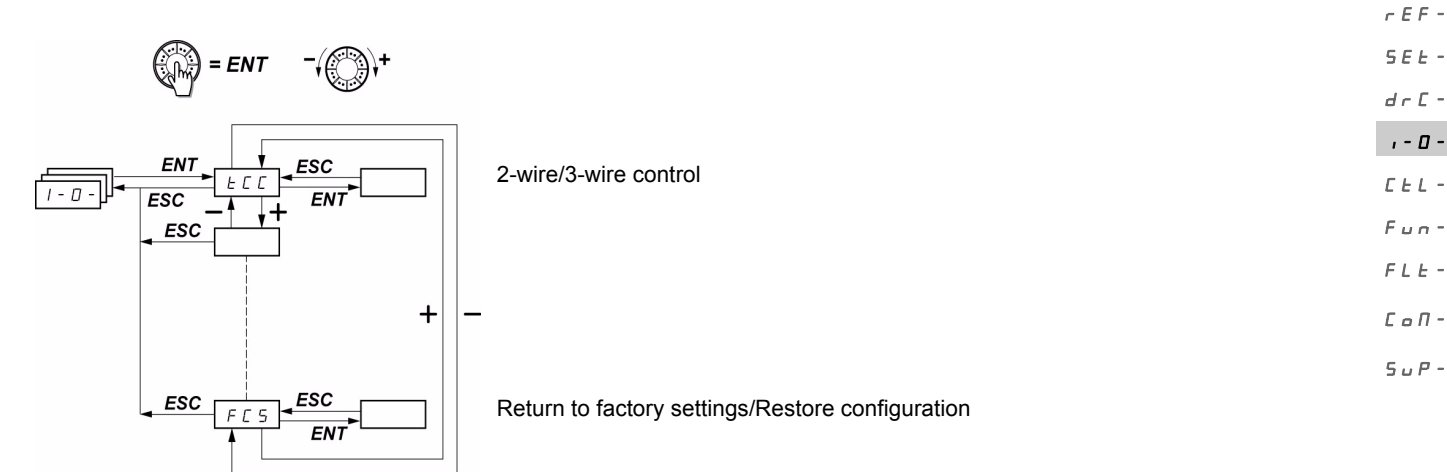 = ENT
- +
ENT
ESC
I - O -
tCC
ESC
ENT
2-wire/3-wire control
- +
ESC
+ -
ESC
FCS
ESC
ENT
Return to factory settings/Restore configuration
rEF-
SEt-
drC-
I-O-
CtL-
Fun-
FLt-
CoM-
SuP-